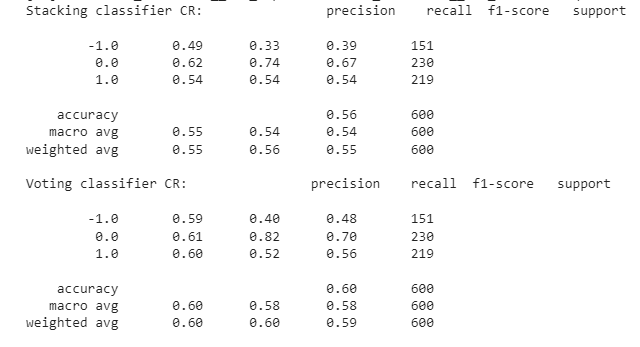 Stacking classifier CR: precision recall f1-score support
-1.0 0.49 0.33 0.39 151
0.0 0.62 0.74 0.67 230
1.0 0.54 0.54 0.54 219
accuracy 0.56 600
macro avg 0.55 0.54 0.54 600
weighted avg 0.55 0.56 0.55 600
Voting classifier CR: precision recall f1-score support
-1.0 0.59 0.40 0.48 151
0.0 0.61 0.82 0.70 230
1.0 0.60 0.52 0.56 219
accuracy 0.60 600
macro avg 0.60 0.58 0.58 600
weighted avg 0.60 0.60 0.59 600